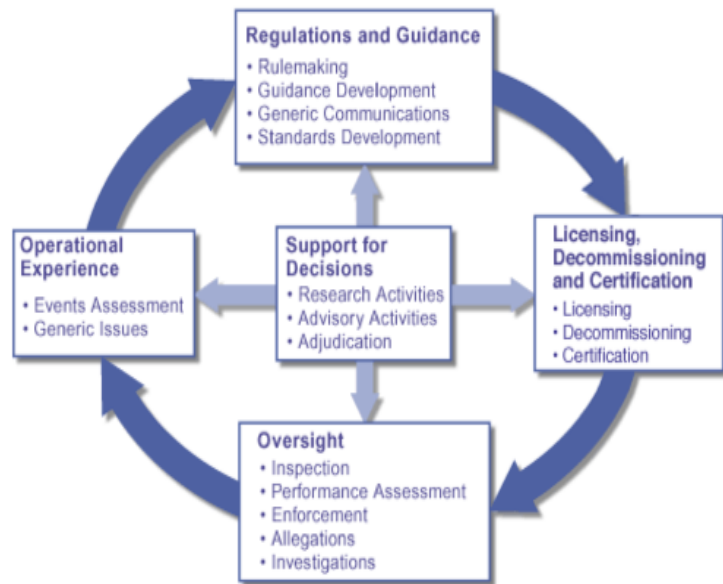 Regulations and Guidance
• Rulemaking
• Guidance Development
• Generic Communications
• Standards Development
Operational
Experience
• Events Assessment
• Generic Issues
Support for
Decisions
• Research Activities
• Advisory Activities
• Adjudication
Licensing,
Decommissioning
and Certification
• Licensing
• Decommissioning
• Certification
Oversight
• Inspection
• Performance Assessment
• Enforcement
• Allegations
• Investigations